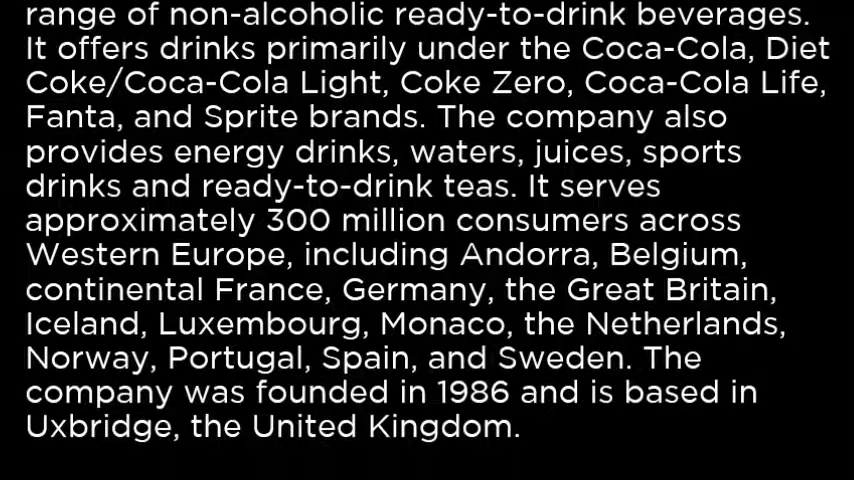 range of non-alcoholic ready-to-drink beverages.
It offers drinks primarily under the Coca-Cola, Diet
Coke/Coca-Cola Light, Coke Zero, Coca-Cola Life,
Fanta, and Sprite brands. The company also
provides energy drinks, waters, juices, sports
drinks and ready-to-drink teas. It serves
approximately 300 million consumers across
Western Europe, including Andorra, Belgium,
continental France, Germany, the Great Britain,
Iceland, Luxembourg, Monaco, the Netherlands,
Norway, Portugal, Spain, and Sweden. The
company was founded in 1986 and is based in
Uxbridge, the United Kingdom.